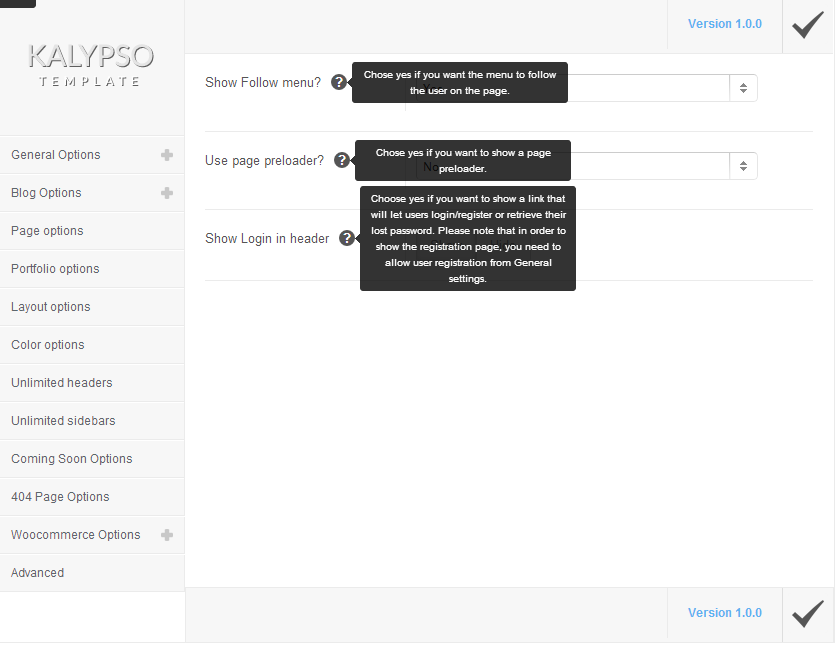 KALYPSO
TEMPLATE
Version 1.0.0
General Options
Blog Options
Page options
Portfolio options
Layout options
Color options
Unlimited headers
Unlimited sidebars
Coming Soon Options
404 Page Options
Woocommerce Options
Advanced
Show Follow menu? ?
Chose yes if you want the menu to follow
the user on the page.
Use page preloader? ?
Chose yes if you want to show a page
preloader.
No
Show Login in header ?
Choose yes if you want to show a link that
will let users login/register or retrieve their
lost password. Please note that in order to
show the registration page, you need to
allow user registration from General
settings.
Version 1.0.0